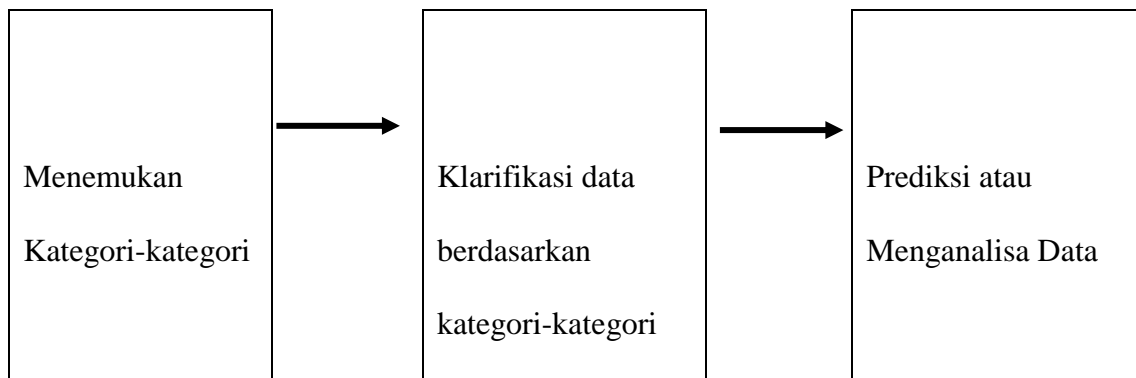 Menemukan
Kategori-kategori
Klarifikasi data
berdasarkan
kategori-kategori
Prediksi atau
Menganalisa Data